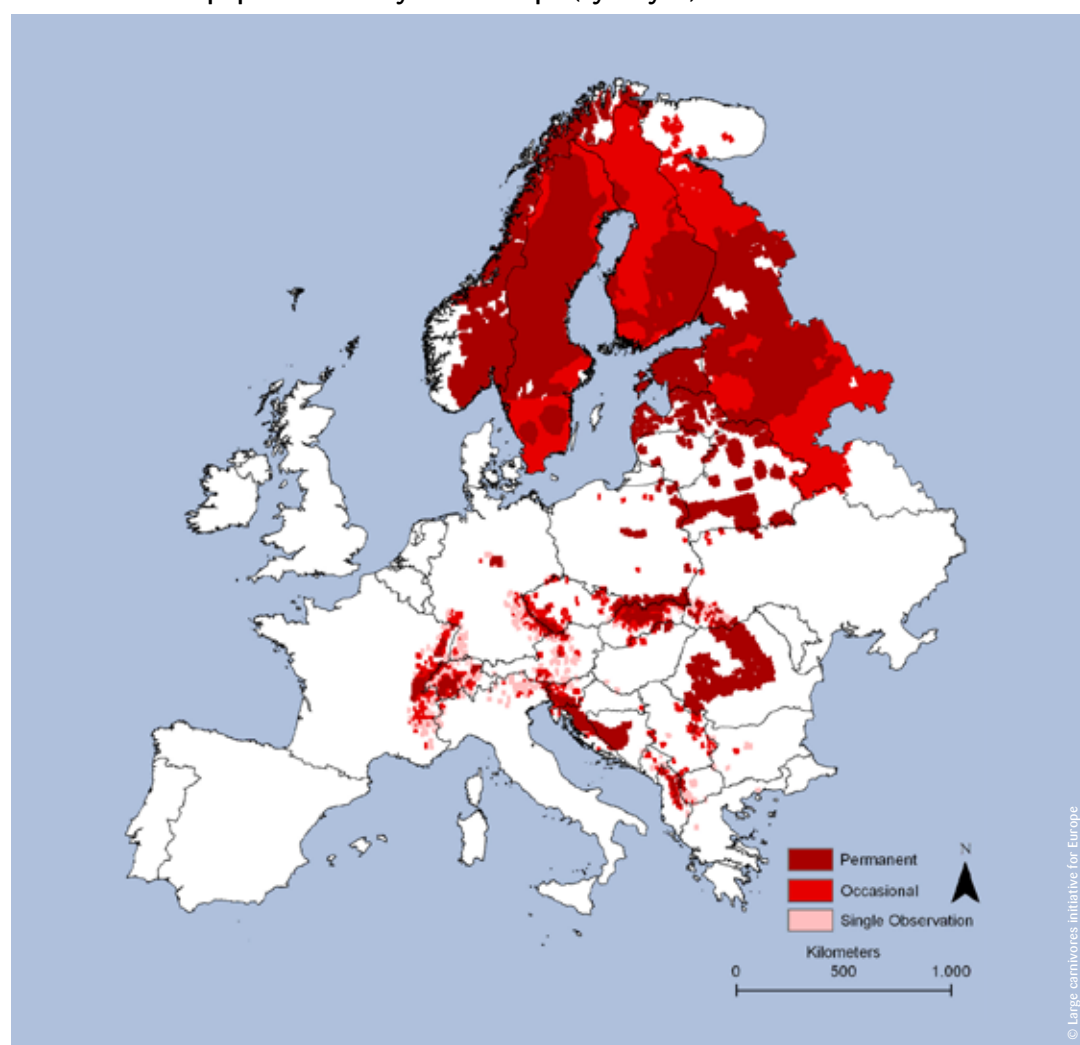 N
Permanent
Occasional
Single Observation
Kilometers
0 500 1.000
© Large carnivores initiative for Europe